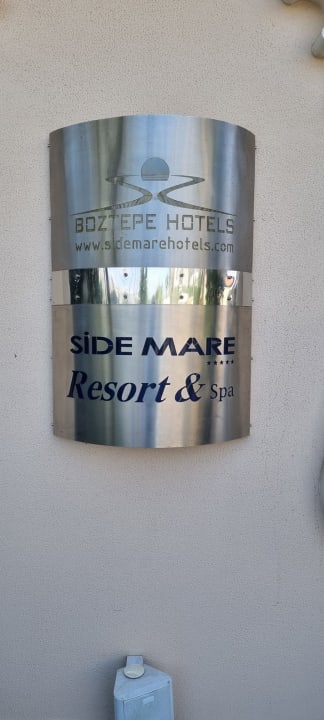 BOZTEPE HOTELS
www.sidemarehotels.com
SİDE MARE
★★★★★
Resort & Spa